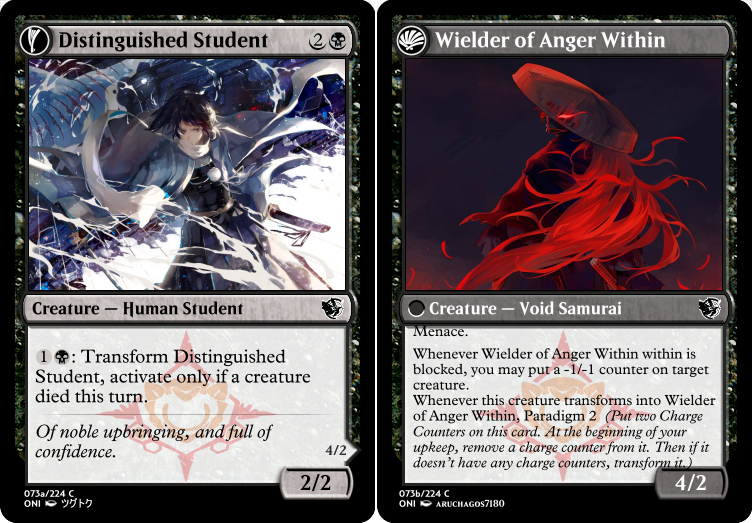 Distinguished Student 2
Creature — Human Student
1 : Transform Distinguished
Student, activate only if a creature
died this turn.
Of noble upbringing, and full of
confidence.
4/2
2/2
073a/224 C
ONI ツグトク
Wielder of Anger Within
Creature — Void Samurai
Menace.
Whenever Wielder of Anger Within within is
blocked, you may put a -1/-1 counter on target
creature.
Whenever this creature transforms into Wielder
of Anger Within, Paradigm 2 (Put two Charge
Counters on this card. At the beginning of your
upkeep, remove a charge counter from it. Then if it
doesn't have any charge counters, transform it.)
4/2
073b/224 C
ONI ARUCHAGOS7180